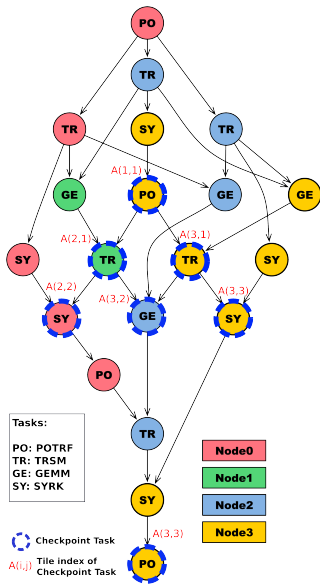 PO
TR
TR SY TR
A(1,1)
GE PO GE GE
A(2,1) A(3,1)
SY TR TR SY
A(2,2) A(3,2) A(3,3)
SY GE SY
PO
TR
SY
A(3,3)
PO
Tasks:
PO: POTRF
TR: TRSM
GE: GEMM
SY: SYRK
Checkpoint Task
A(i,j) Tile index of
Checkpoint Task
Node0
Node1
Node2
Node3